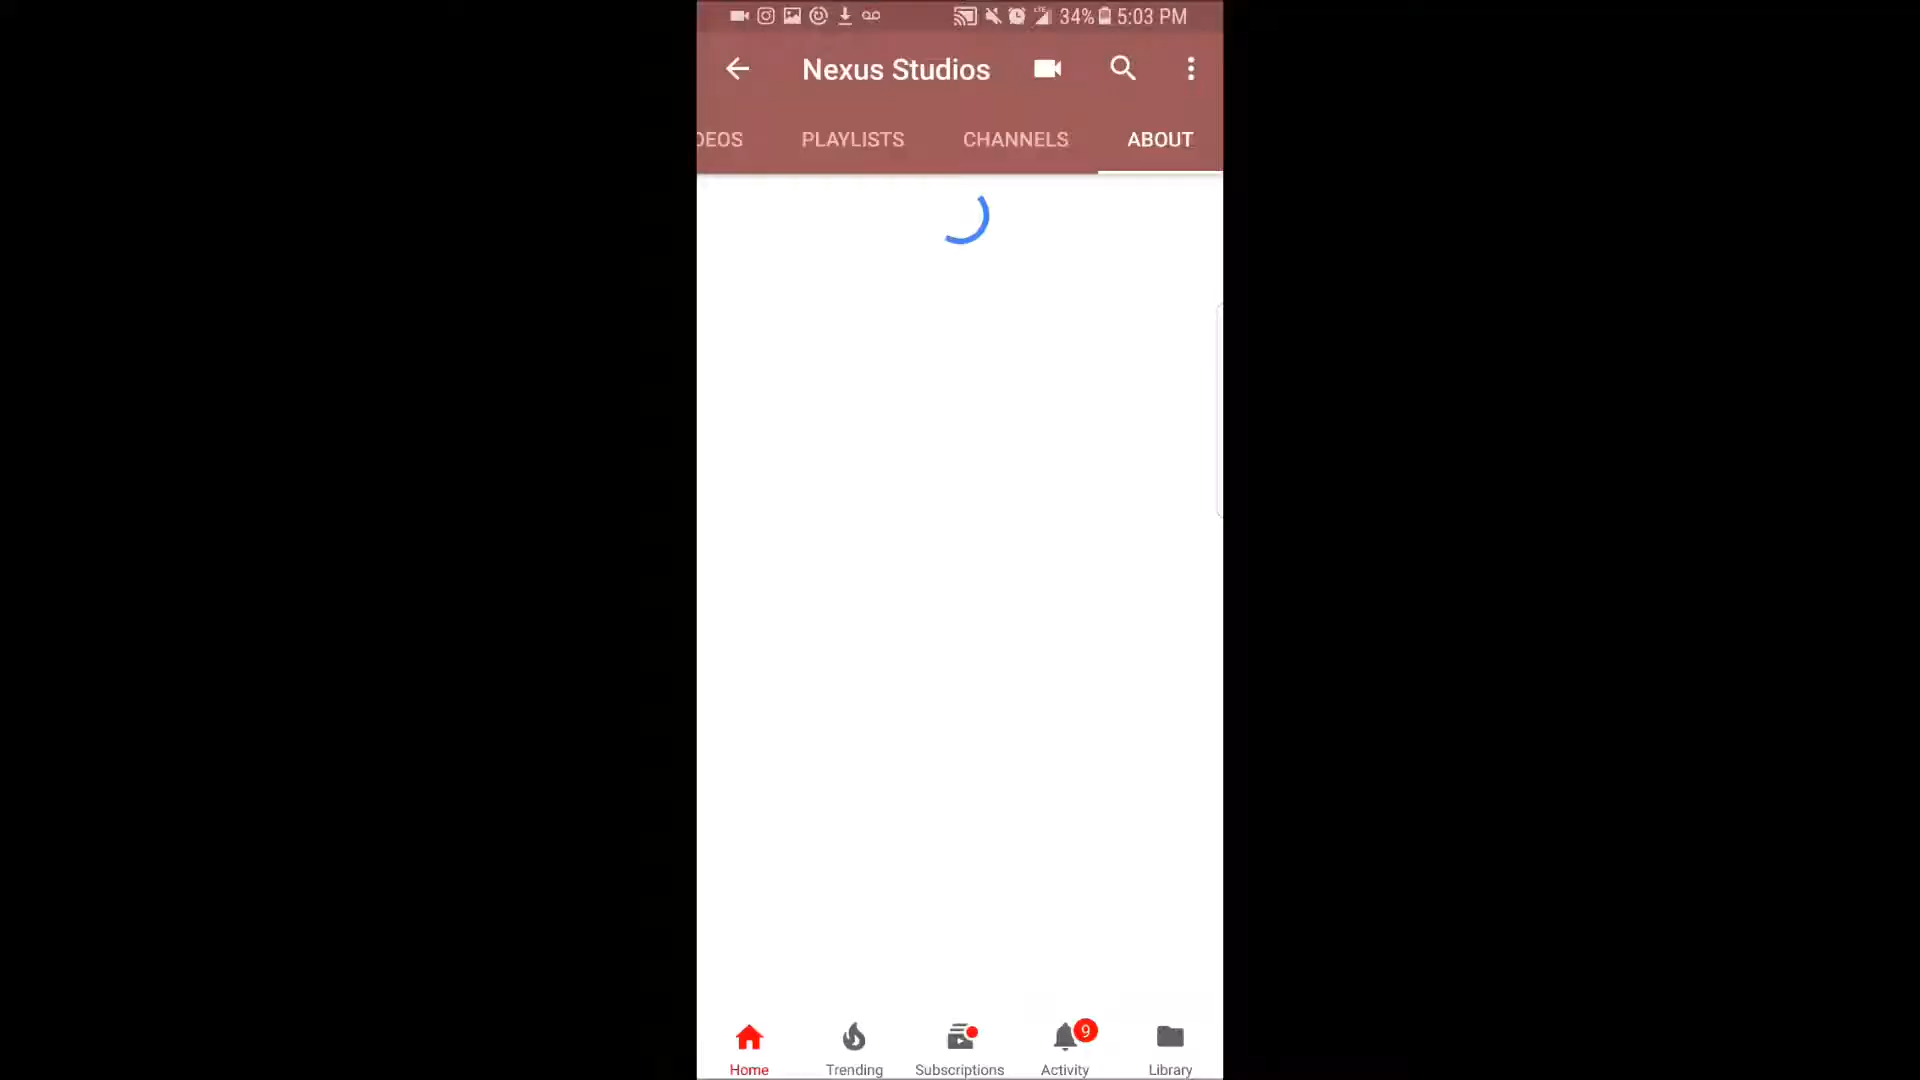 34% 5:03 PM
Nexus Studios
DEOS PLAYLISTS CHANNELS ABOUT
9
Home Trending Subscriptions Activity Library